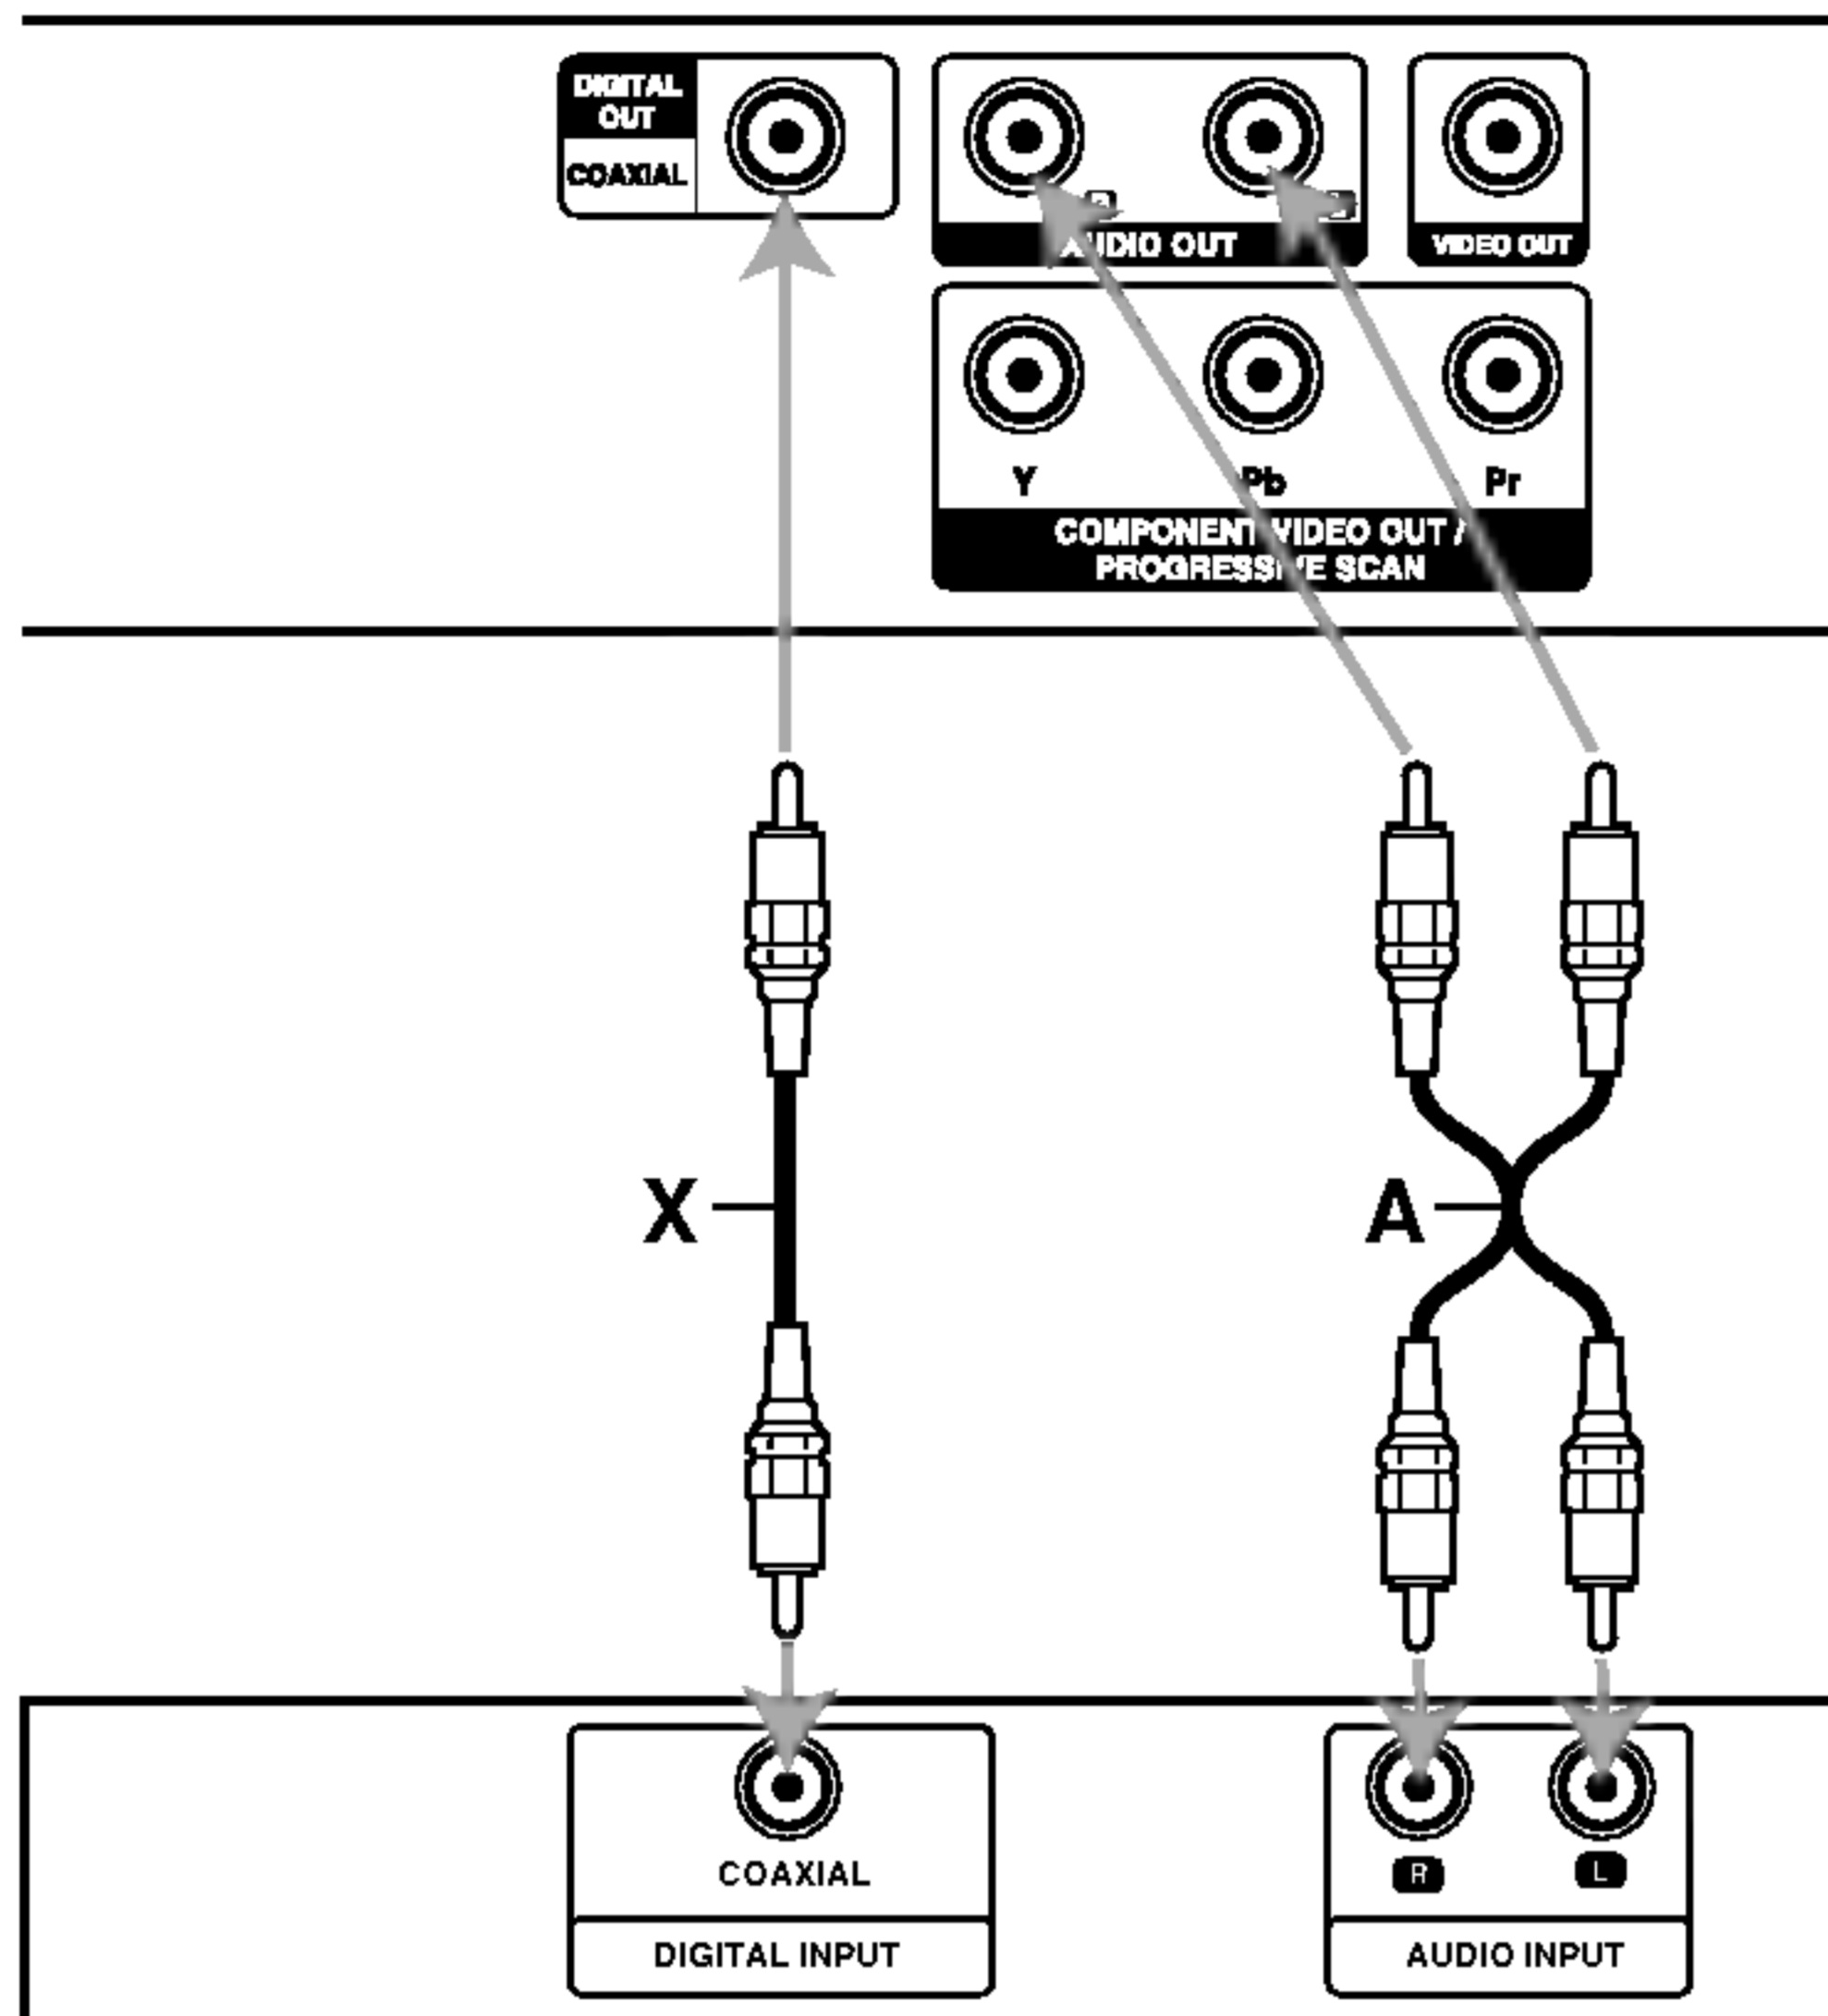 DIGITAL
OUT
COAXIAL
AUDIO OUT
VIDEO OUT
Y
Pb
Pr
COMPONENT VIDEO OUT /
PROGRESSIVE SCAN
X
A
COAXIAL
DIGITAL INPUT
R
L
AUDIO INPUT